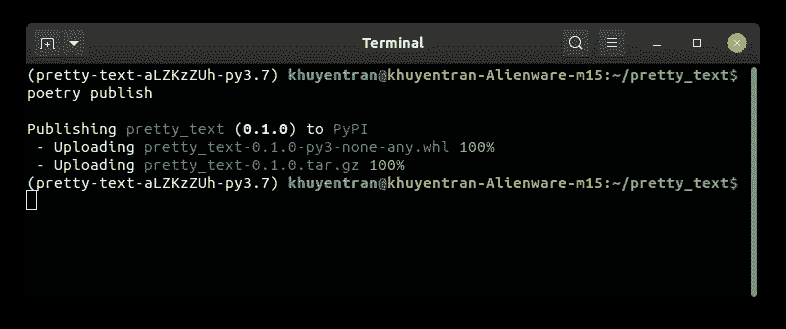 Terminal
(pretty-text-aLZKzZUh-py3.7) khuyentran@khuyentran-Alienware-m15:~/pretty_text$
poetry publish
Publishing pretty_text (0.1.0) to PyPI
- Uploading pretty_text-0.1.0-py3-none-any.whl 100%
- Uploading pretty_text-0.1.0.tar.gz 100%
(pretty-text-aLZKzZUh-py3.7) khuyentran@khuyentran-Alienware-m15:~/pretty_text$